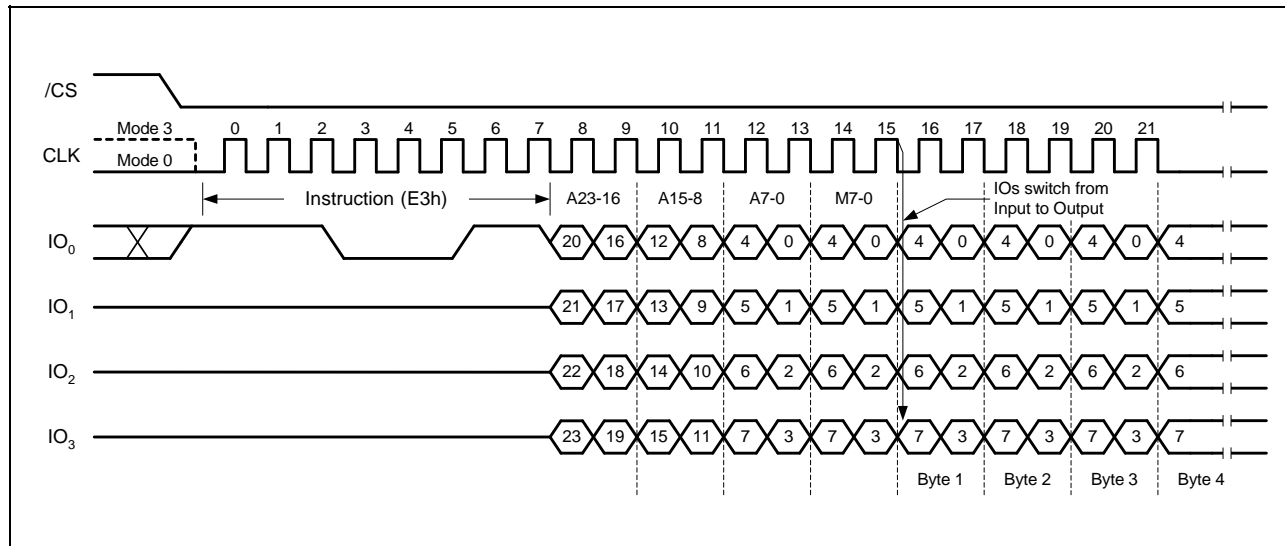 /CS
Mode 3 0 1 2 3 4 5 6 7 8 9 10 11 12 13 14 15 16 17 18 19 20 21
CLK
Mode 0
Instruction (E3h) A23-16 A15-8 A7-0 M7-0 IOs switch from
Input to Output
IO0 20 16 12 8 4 0 4 0 4 0 4 0 4 0 4
IO1 21 17 13 9 5 1 5 1 5 1 5 1 5 1 5
IO2 22 18 14 10 6 2 6 2 6 2 6 2 6 2 6
IO3 23 19 15 11 7 3 7 3 7 3 7 3 7 3 7
Byte 1 Byte 2 Byte 3 Byte 4